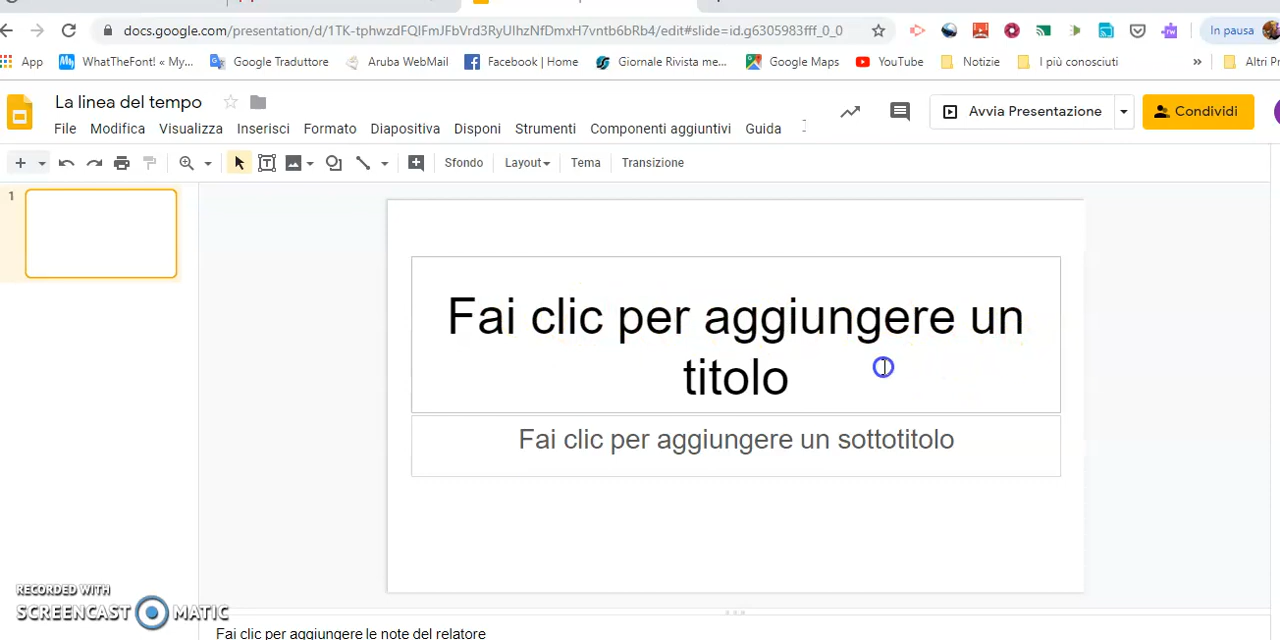 docs.google.com/presentation/d/1TK-tphwzdFQIFmJFbVrd3RyUlhzNfDmxH7vntb6bRb4/edit#slide=id.g6305983fff_0_0
In pausa
App
WhatTheFont! « My...
Google Traduttore
Aruba WebMail
Facebook | Home
Giornale Rivista me...
Google Maps
YouTube
Notizie
I più conosciuti
»
Altri Pr
La linea del tempo
Avvia Presentazione
Condividi
File Modifica Visualizza Inserisci Formato Diapositiva Disponi Strumenti Componenti aggiuntivi Guida
Sfondo Layout Tema Transizione
1
Fai clic per aggiungere un
titolo
Fai clic per aggiungere un sottotitolo
RECORDED WITH
SCREENCAST MATIC
Fai clic per aggiungere le note del relatore